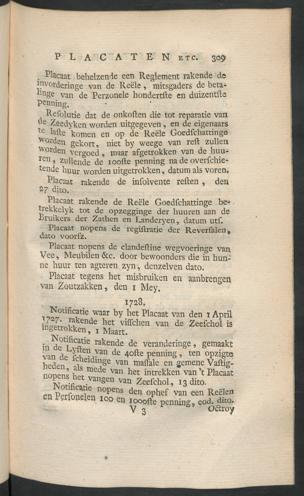 PLACATEN ETC. 309
Placaat behelzende een Reglement rakende de
invorderinge van de Reële, mitsgaders de beta-
linge van de Perzonele hondertste en duizentste
penning.
Resolutie dat de onkosten die tot reparatie van
de Zeedyken worden uitgegeven, en de eigenaars
te laste komen en op de Reële Goedschattinge
worden gekort, niet by weege van rest zullen
worden vergoed, maar afgetrokken van de huu-
ren, zullende de 100ste penning na de overschie-
tende huur worden uitgetrokken, datum als voren.
Placaat rakende de insolvente resten, den
27 dito.
Placaat rakende de Reële Goedschattinge be-
trekkelyk tot de opzegginge der huuren aan de
Bruikers der Zathen en Landeryen, datum utf.
Placaat nopens de registratie der Reversalen,
dato voorsz.
Placaat nopens de clandestine wegvoeringe van
Vee, Meubilen &c. door bewoonders die in hun-
ne huur ten agteren zyn, denzelven dato.
Placaat tegens het misbruiken en aanbrengen
van Zoutzakken, den 1 Mey.
1728.
Notificatie waar by het Placaat van den 1 April
1727. rakende het visschen van de Zeefchol is
ingetrokken, 1 Maart.
Notificatie rakende de veranderinge, gemaakt
in de Lysten van de 40ste penning, ten opzigte
van de scheidinge van massale en gemene Vastig-
heden, als mede van het intrekken van 't Placaat
nopens het vangen van Zeefchol, 13 dito.
Notificatie nopens den ophef van een Reëlen
en Personelen 100 en 1000ste penning, eod. dito.
V 3 Octroy